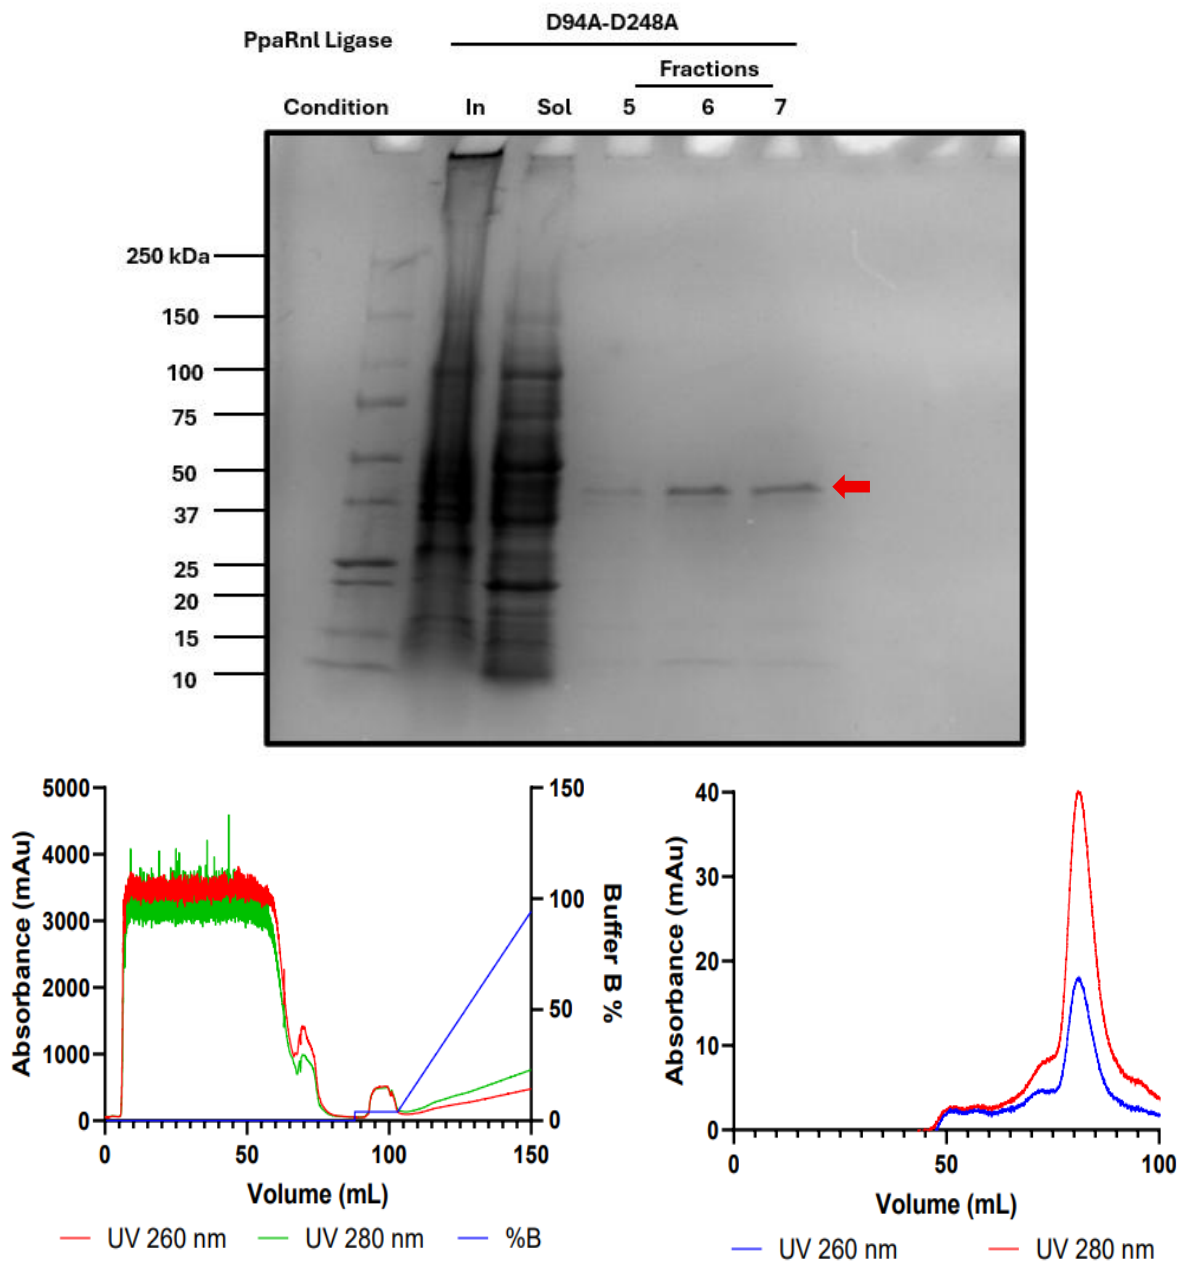 D94A-D248A
PpaRnl Ligase
Fractions
Condition In Sol 5 6 7
250 kDa
150
100
75
50
37
25
20
15
10
5000
4000
3000
2000
1000
0
Absorbance (mAu)
150
100
50
0
Buffer B %
0 50 100 150
Volume (mL)
UV 260 nm UV 280 nm %B
40
30
20
10
0
Absorbance (mAu)
0 50 100
Volume (mL)
UV 260 nm UV 280 nm